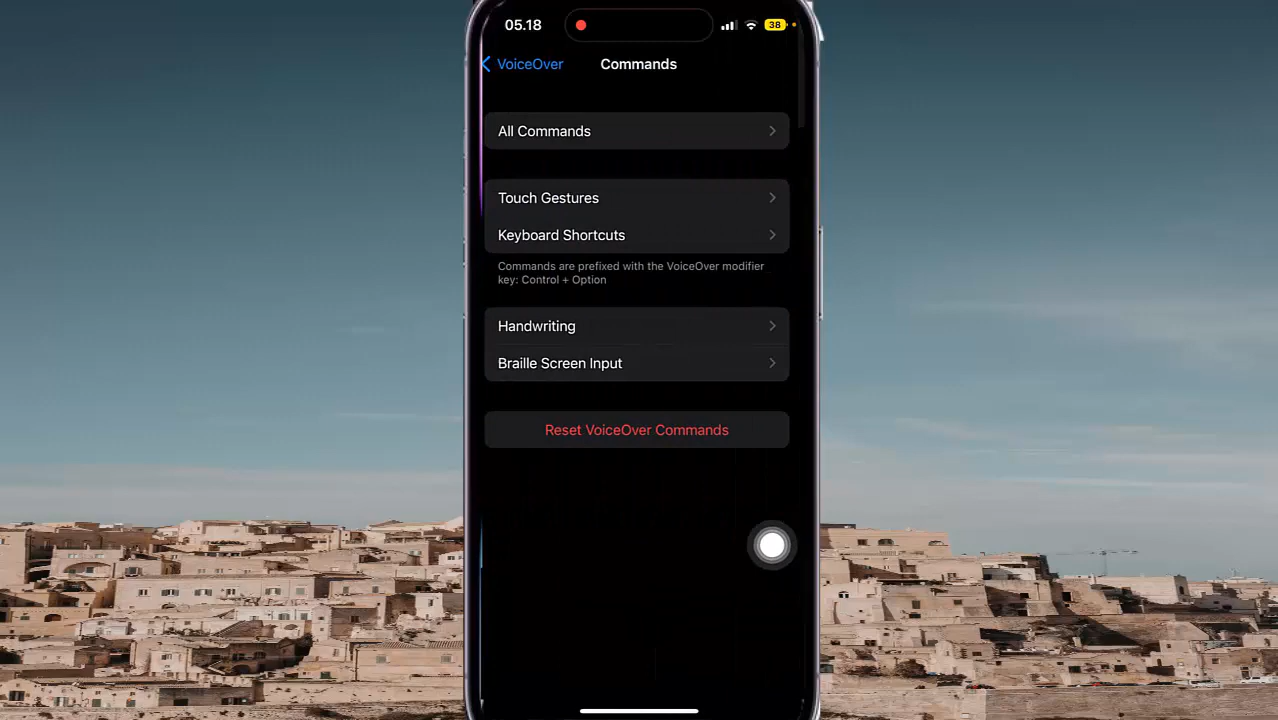 05.18
38
VoiceOver
Commands
All Commands
Touch Gestures
Keyboard Shortcuts
Commands are prefixed with the VoiceOver modifier
key: Control + Option
Handwriting
Braille Screen Input
Reset VoiceOver Commands